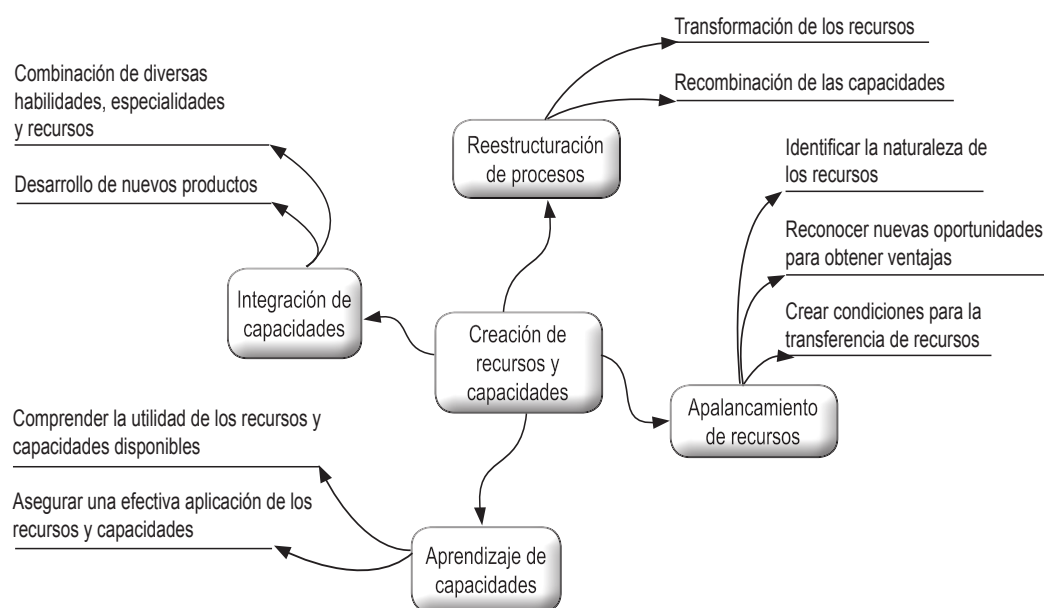 Transformación de los recursos
Recombinación de las capacidades
Reestructuración
de procesos
Combinación de diversas
habilidades, especialidades
y recursos
Desarrollo de nuevos productos
Integración de
capacidades
Identificar la naturaleza de
los recursos
Reconocer nuevas oportunidades
para obtener ventajas
Crear condiciones para la
transferencia de recursos
Creación de
recursos y
capacidades
Apalancamiento
de recursos
Comprender la utilidad de los recursos y
capacidades disponibles
Asegurar una efectiva aplicación de los
recursos y capacidades
Aprendizaje de
capacidades